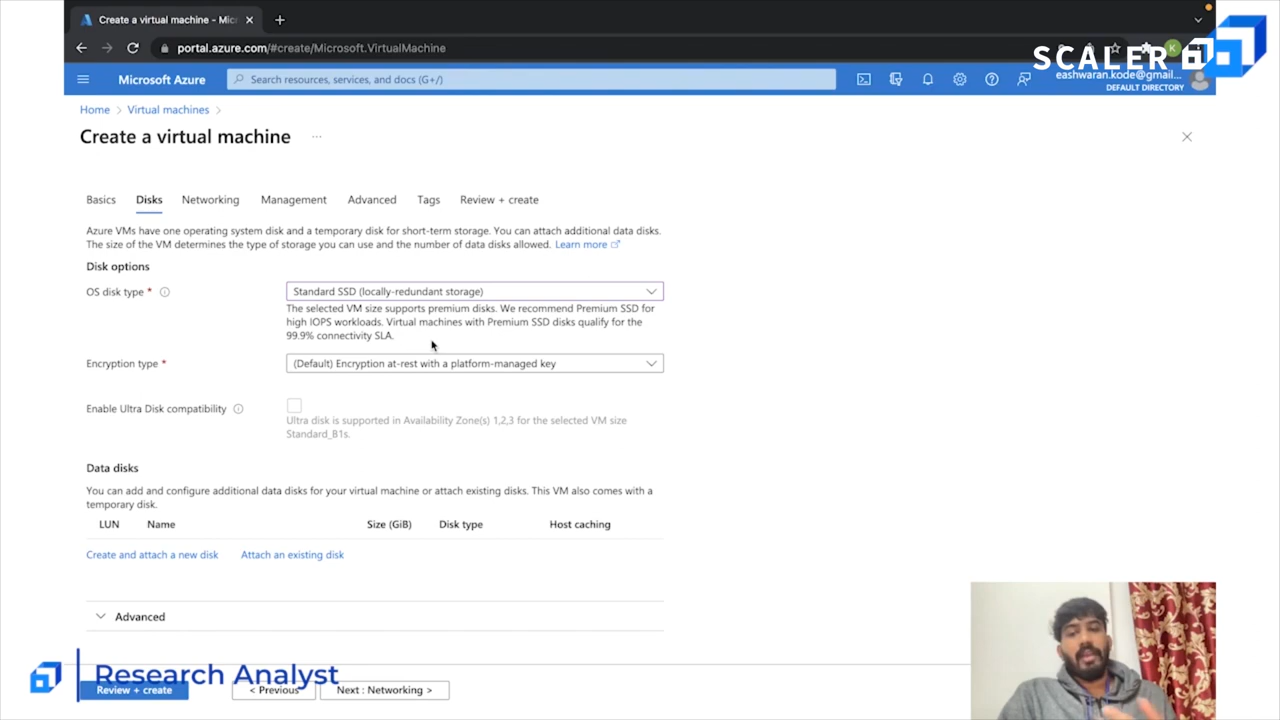 Create a virtual machine - Micr
portal.azure.com/#create/Microsoft.VirtualMachine
K
SCALER
Microsoft Azure
Search resources, services, and docs (G+/)
eashwaran.kode@gmail...
DEFAULT DIRECTORY
Home > Virtual machines >
Create a virtual machine ...
Basics Disks Networking Management Advanced Tags Review + create
Azure VMs have one operating system disk and a temporary disk for short-term storage. You can attach additional data disks.
The size of the VM determines the type of storage you can use and the number of data disks allowed. Learn more
Disk options
OS disk type * Standard SSD (locally-redundant storage)
The selected VM size supports premium disks. We recommend Premium SSD for
high IOPS workloads. Virtual machines with Premium SSD disks qualify for the
99.9% connectivity SLA.
Encryption type * (Default) Encryption at-rest with a platform-managed key
Enable Ultra Disk compatibility
Ultra disk is supported in Availability Zone(s) 1,2,3 for the selected VM size
Standard_B1s.
Data disks
You can add and configure additional data disks for your virtual machine or attach existing disks. This VM also comes with a
temporary disk.
LUN Name Size (GiB) Disk type Host caching
Create and attach a new disk Attach an existing disk
Advanced
Research Analyst
Review + create < Previous Next : Networking >